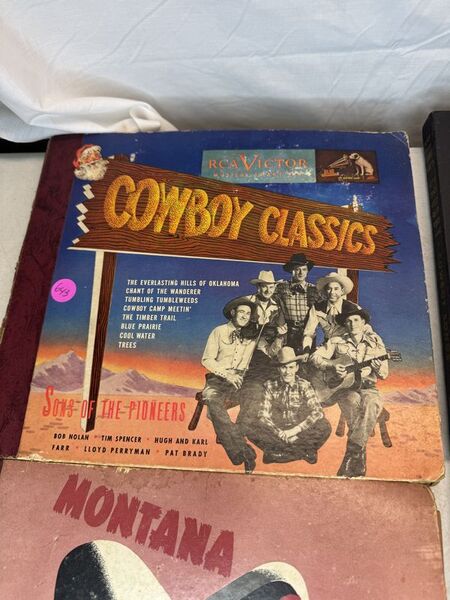 RCA VICTOR
COWBOY CLASSICS
THE EVERLASTING HILLS OF OKLAHOMA
CHANT OF THE WANDERER
TUMBLING TUMBLEWEEDS
COWBOY CAMP MEETIN'
THE TIMBER TRAIL
BLUE PRAIRIE
COOL WATER
TREES
643
SONS OF THE PIONEERS
BOB NOLAN • TIM SPENCER • HUGH AND KARL
FARR • LLOYD PERRYMAN • PAT BRADY
MONTANA